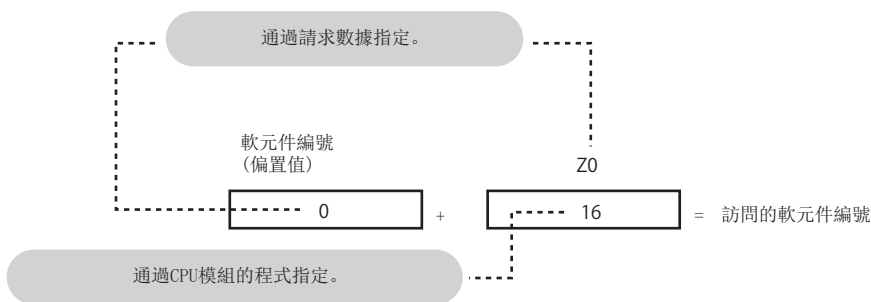 通過請求數據指定。
軟元件編號
(偏置值)
Z0
0 + 16 = 訪問的軟元件編號
通過CPU模組的程式指定。